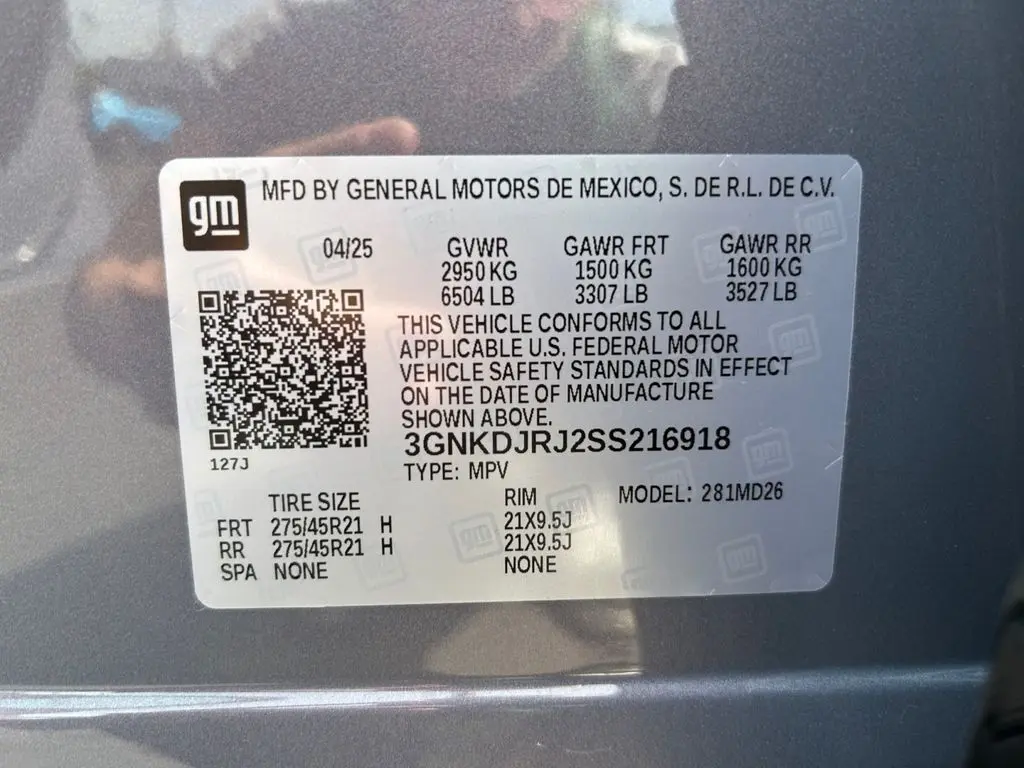 gm MFD BY GENERAL MOTORS DE MEXICO, S. DE R.L. DE C.V.
04/25 GVWR GAWR FRT GAWR RR
2950 KG 1500 KG 1600 KG
6504 LB 3307 LB 3527 LB
THIS VEHICLE CONFORMS TO ALL
APPLICABLE U.S. FEDERAL MOTOR
VEHICLE SAFETY STANDARDS IN EFFECT
ON THE DATE OF MANUFACTURE
SHOWN ABOVE.
3GNKDJRJ2SS216918
127J
TYPE: MPV
TIRE SIZE RIM MODEL: 281MD26
FRT 275/45R21 H 21X9.5J
RR 275/45R21 H 21X9.5J
SPA NONE NONE